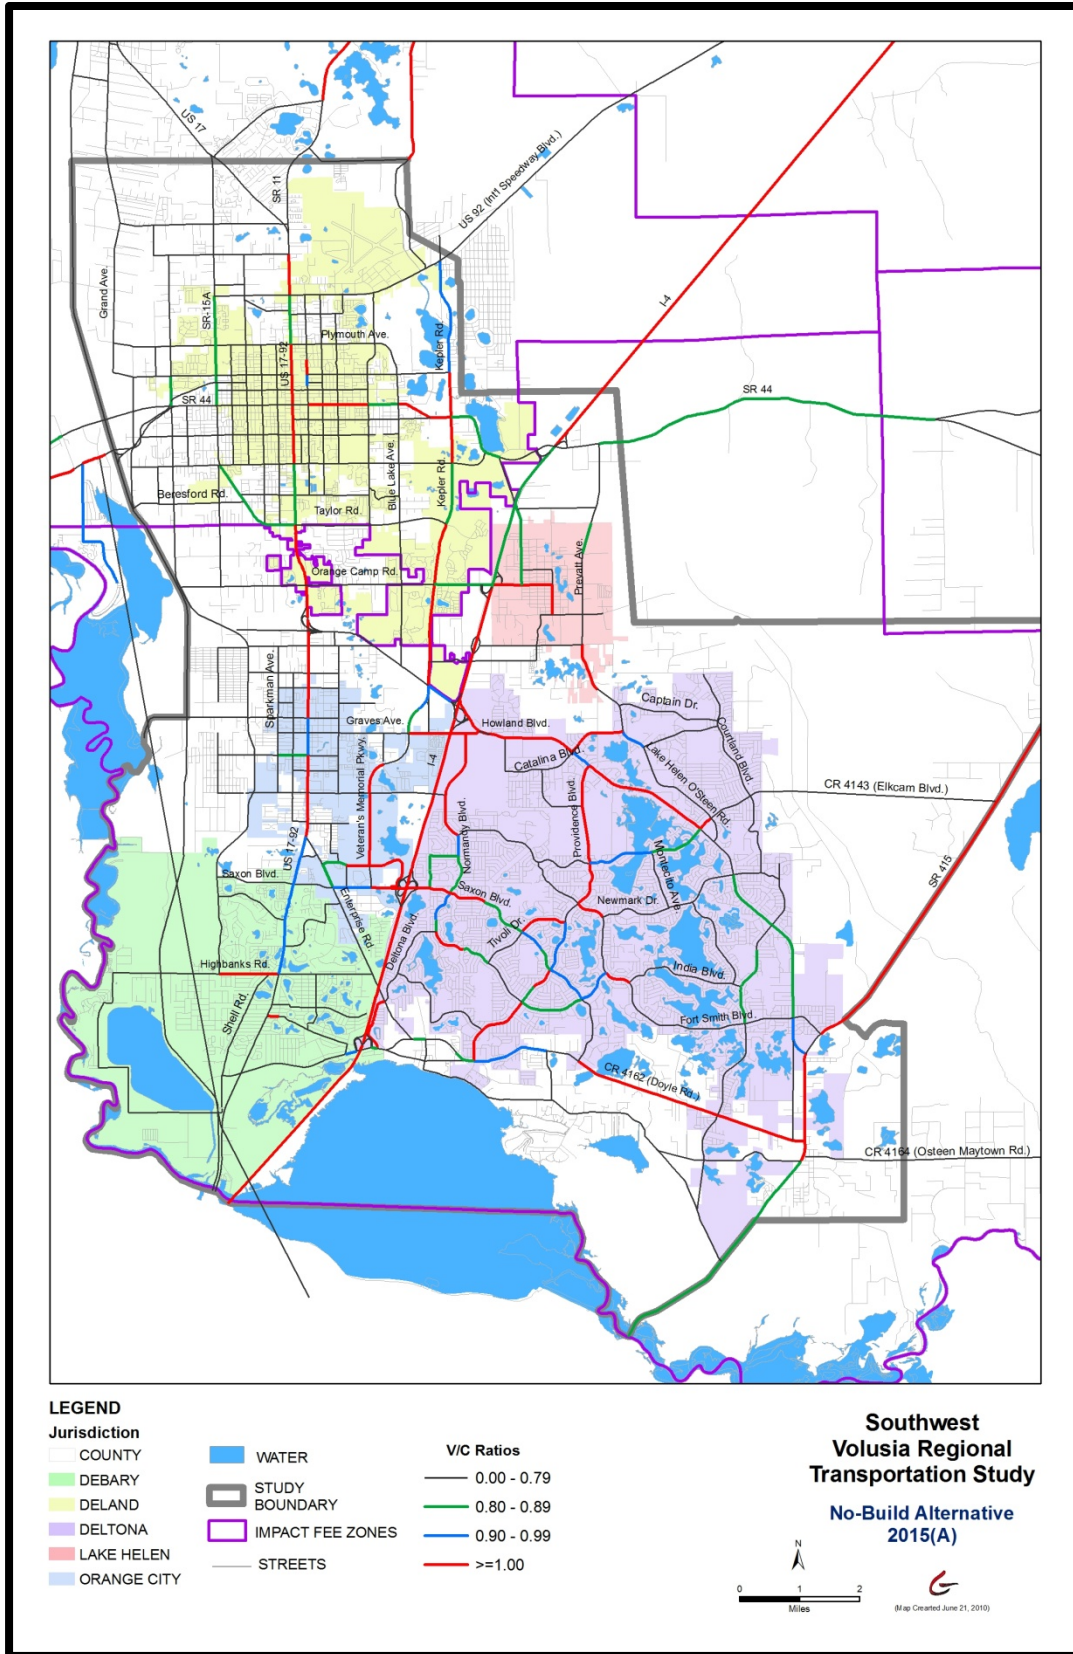 US 17
SR 11
US 92 (Int'l Speedway Blvd.)
Grand Ave.
SR-15A
I-4
Plymouth Ave.
Kepler Rd.
US 17-92
SR 44
SR 44
Blue Lake Ave.
Kepler Rd.
Beresford Rd.
Taylor Rd.
Prevatt Ave.
Orange Camp Rd.
Sparkman Ave.
Captain Dr.
Graves Ave.
Howland Blvd.
Courtland Blvd.
Veteran's Memorial Pkwy.
I-4
Catalina Blvd.
Lake Helen O'Steen Rd.
CR 4143 (Elkcam Blvd.)
Normandy Blvd.
Providence Blvd.
US 17-92
Montecito Ave.
SR 415
Saxon Blvd.
Saxon Blvd.
Enterprise Rd.
Newmark Dr.
Tivoli Dr.
Deltona Blvd.
Highbanks Rd.
India Blvd.
Shell Rd.
Fort Smith Blvd.
CR 4162 (Doyle Rd.)
CR 4164 (Osteen Maytown Rd.)
LEGEND
Jurisdiction
COUNTY
DEBARY
DELAND
DELTONA
LAKE HELEN
ORANGE CITY
WATER
STUDY
BOUNDARY
IMPACT FEE ZONES
STREETS
V/C Ratios
0.00 - 0.79
0.80 - 0.89
0.90 - 0.99
>=1.00
Southwest
Volusia Regional
Transportation Study
No-Build Alternative
2015(A)
N
0 1 2
Miles
(Map Crearted June 21, 2010)